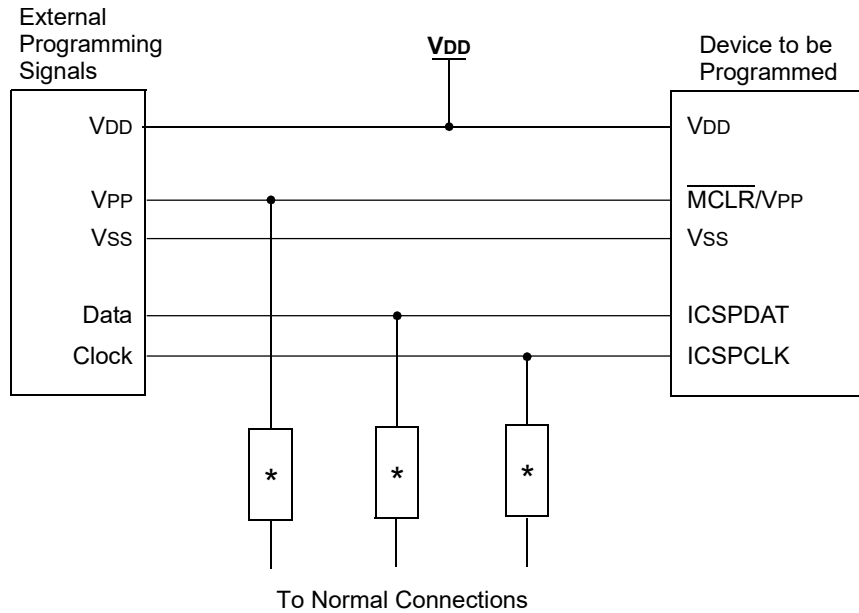 External
Programming
Signals
VDD
Device to be
Programmed
VDD
VDD
VPP
MCLR/VPP
VSS
VSS
Data
ICSPDAT
Clock
ICSPCLK
*
*
*
To Normal Connections